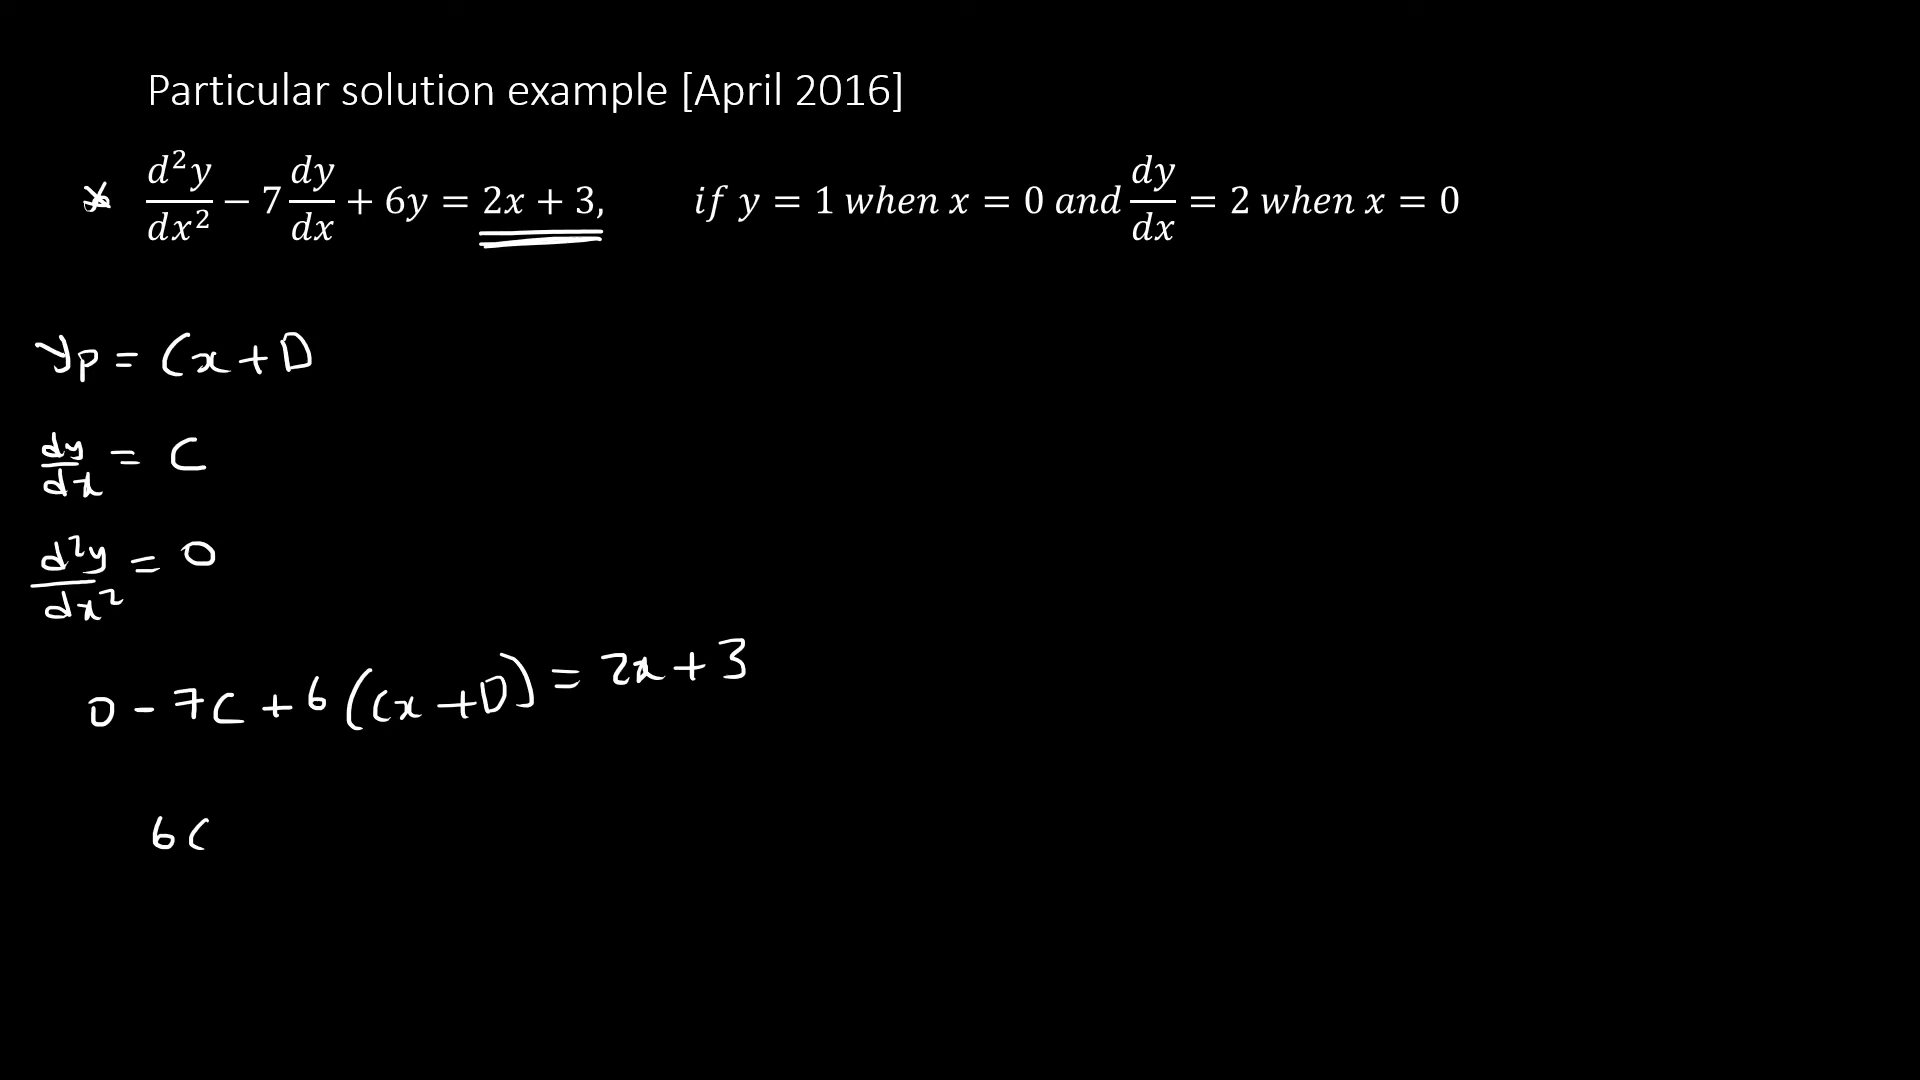 Particular solution example [April 2016]
* d²y/dx² − 7 dy/dx + 6y = 2x + 3, if y = 1 when x = 0 and dy/dx = 2 when x = 0
yp = Cx + D
dy/dx = C
d²y/dx² = 0
0 - 7C + 6(Cx + D) = 2x + 3
6C